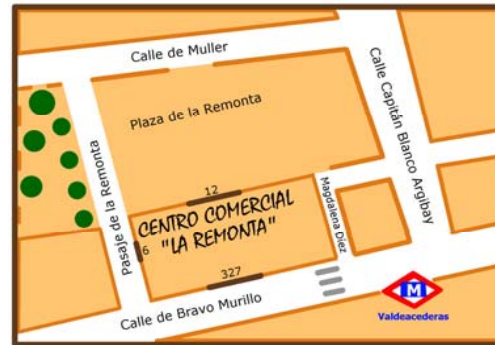 Calle de Muller
Calle Capitán Blanco Argibay
Plaza de la Remonta
Pasaje de la Remonta
12
Magdalena Díez
CENTRO COMERCIAL
"LA REMONTA"
6
327
Calle de Bravo Murillo
M
Valdeacederas